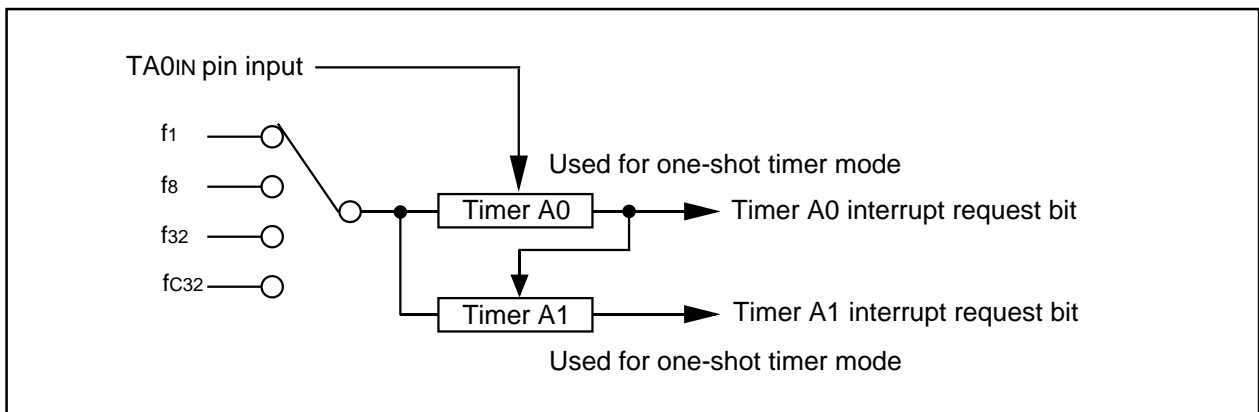 TA0IN pin input
f1
Used for one-shot timer mode
f8
Timer A0
Timer A0 interrupt request bit
f32
fC32
Timer A1
Timer A1 interrupt request bit
Used for one-shot timer mode